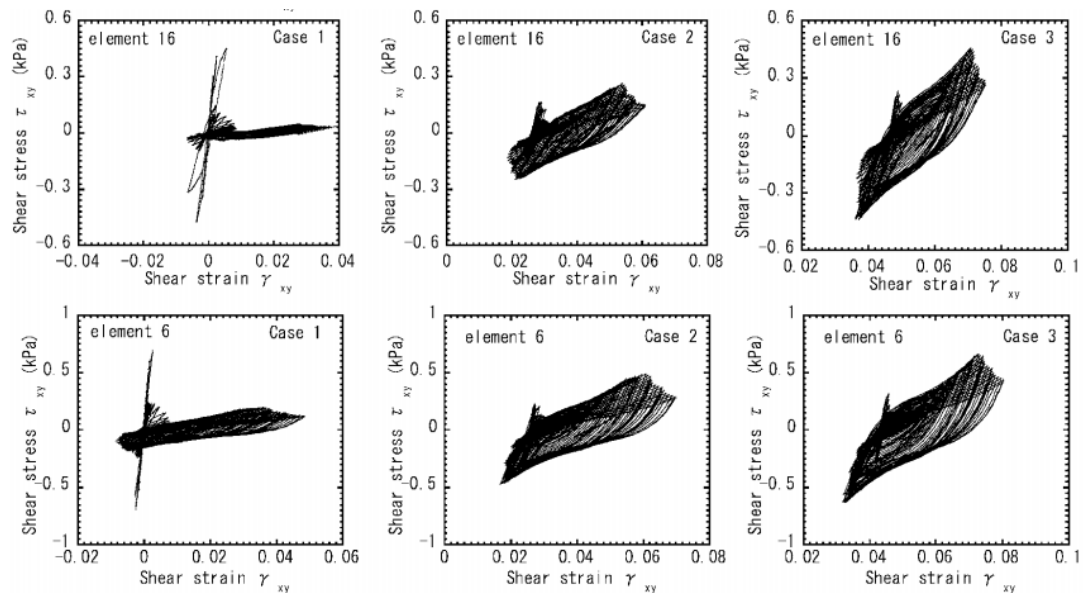 element 16 Case 1
0.6
0.3
0
-0.3
-0.6
Shear stress τ xy (kPa)
-0.04 -0.02 0 0.02 0.04
Shear strain γ xy
element 16 Case 2
0.6
0.3
0
-0.3
-0.6
Shear stress τ xy (kPa)
0 0.02 0.04 0.06 0.08
Shear strain γ xy
element 16 Case 3
0.6
0.3
0
-0.3
-0.6
Shear stress τ xy (kPa)
0.02 0.04 0.06 0.08 0.1
Shear strain γ xy
element 6 Case 1
1
0.5
0
-0.5
-1
Shear stress τ xy (kPa)
-0.02 0 0.02 0.04 0.06
Shear strain γ xy
element 6 Case 2
1
0.5
0
-0.5
-1
Shear stress τ xy (kPa)
0 0.02 0.04 0.06 0.08
Shear strain γ xy
element 6 Case 3
1
0.5
0
-0.5
-1
Shear stress τ xy (kPa)
0.02 0.04 0.06 0.08 0.1
Shear strain γ xy